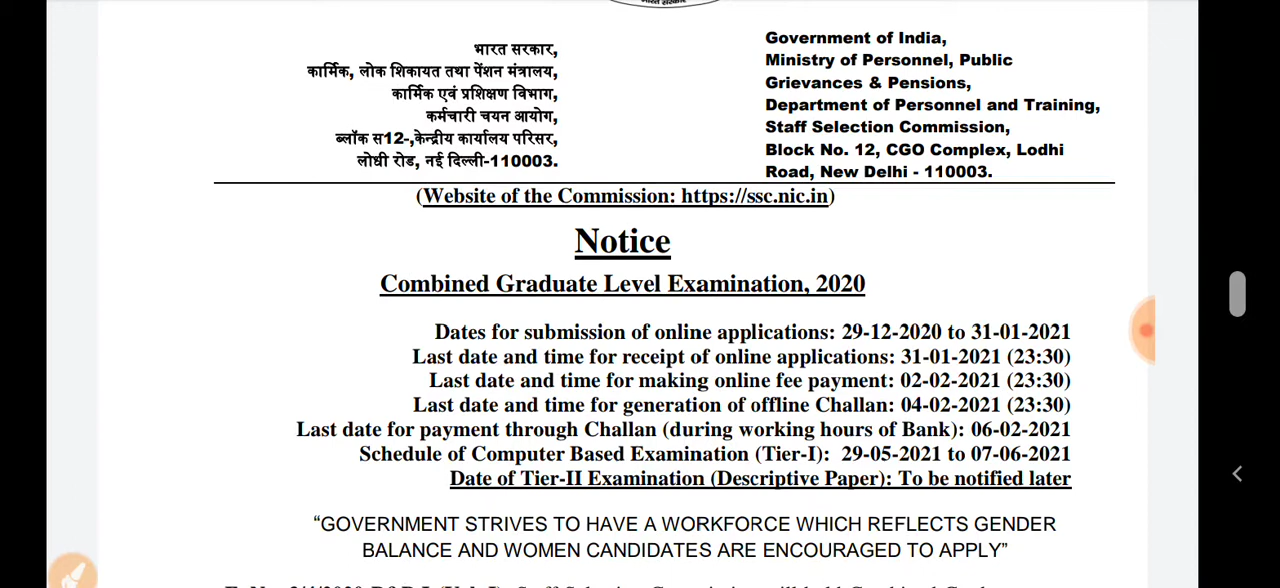 भारत सरकार,
कार्मिक, लोक शिकायत तथा पेंशन मंत्रालय,
कार्मिक एवं प्रशिक्षण विभाग,
कर्मचारी चयन आयोग,
ब्लॉक स12-,केन्द्रीय कार्यालय परिसर,
लोधी रोड, नई दिल्ली-110003.
Government of India,
Ministry of Personnel, Public
Grievances & Pensions,
Department of Personnel and Training,
Staff Selection Commission,
Block No. 12, CGO Complex, Lodhi
Road, New Delhi - 110003.
(Website of the Commission: https://ssc.nic.in)
Notice
Combined Graduate Level Examination, 2020
Dates for submission of online applications: 29-12-2020 to 31-01-2021
Last date and time for receipt of online applications: 31-01-2021 (23:30)
Last date and time for making online fee payment: 02-02-2021 (23:30)
Last date and time for generation of offline Challan: 04-02-2021 (23:30)
Last date for payment through Challan (during working hours of Bank): 06-02-2021
Schedule of Computer Based Examination (Tier-I): 29-05-2021 to 07-06-2021
Date of Tier-II Examination (Descriptive Paper): To be notified later
“GOVERNMENT STRIVES TO HAVE A WORKFORCE WHICH REFLECTS GENDER
BALANCE AND WOMEN CANDIDATES ARE ENCOURAGED TO APPLY”